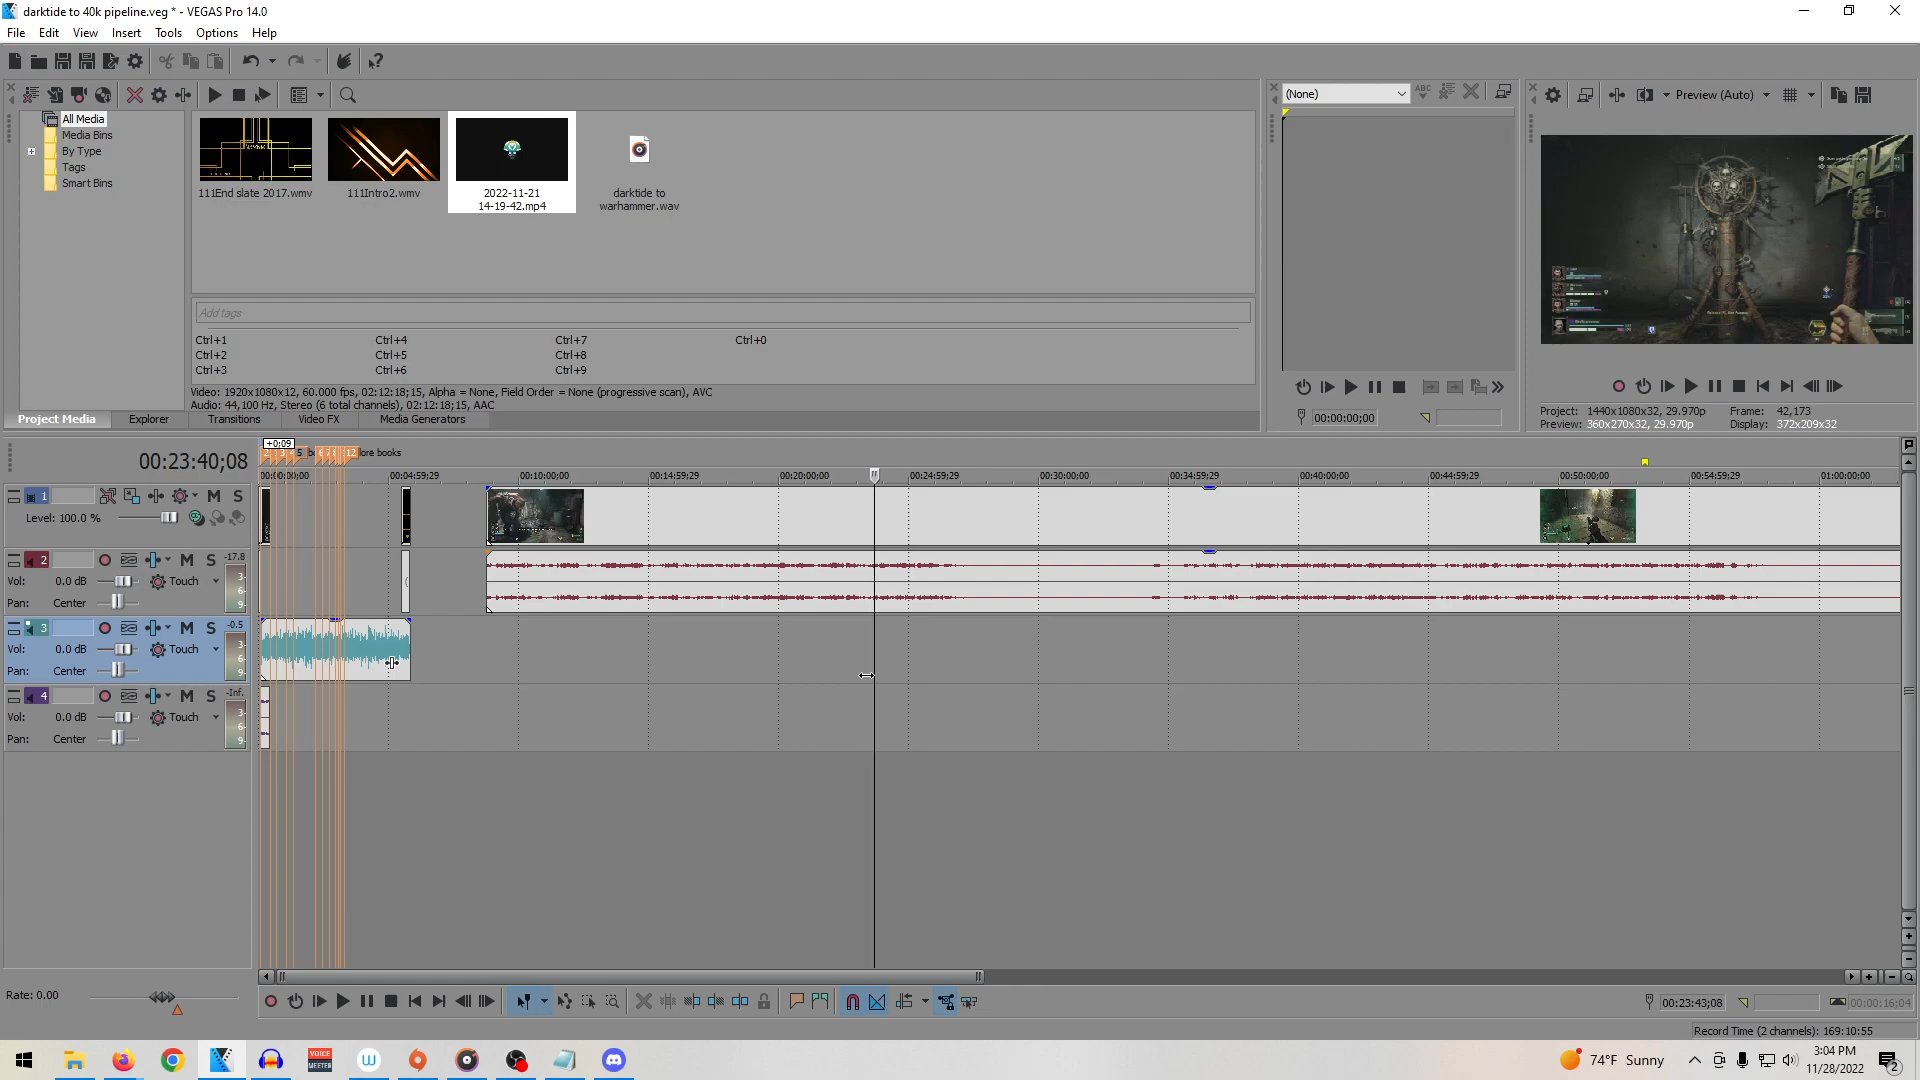 darktide to 40k pipeline.veg * - VEGAS Pro 14.0
File Edit View Insert Tools Options Help
(None)
Preview (Auto)
All Media
Media Bins
By Type
Tags
Smart Bins
111End slate 2017.wmv
111Intro2.wmv
2022-11-21
14-19-42.mp4
darktide to
warhammer.wav
Add tags
Ctrl+1 Ctrl+4 Ctrl+7 Ctrl+0
Ctrl+2 Ctrl+5 Ctrl+8
Ctrl+3 Ctrl+6 Ctrl+9
Video: 1920x1080x12, 60.000 fps, 02:12:18;15, Alpha = None, Field Order = None (progressive scan), AVC
Audio: 44,100 Hz, Stereo (6 total channels), 02:12:18;15, AAC
Project Media Explorer Transitions Video FX Media Generators
00:00:00;00
Project: 1440x1080x32, 29.970p Frame: 42,173
Preview: 360x270x32, 29.970p Display: 372x209x32
00:23:40;08
+0:09
lore books
00:00:00;00 00:04:59;29 00:10:00;00 00:14:59;29 00:20:00;00 00:24:59;29 00:30:00;00 00:34:59;29 00:40:00;00 00:44:59;29 00:50:00;00 00:54:59;29 01:00:00;00
1 M S
Level: 100.0 %
2 M S -17.8
Vol: 0.0 dB Touch
Pan: Center
3 M S -0.5
Vol: 0.0 dB Touch
Pan: Center
4 M S -Inf.
Vol: 0.0 dB Touch
Pan: Center
Rate: 0.00
00:23:43;08
00:00:16;04
Record Time (2 channels): 169:10:55
VOICE
MEETER
74°F Sunny
3:04 PM
11/28/2022
2